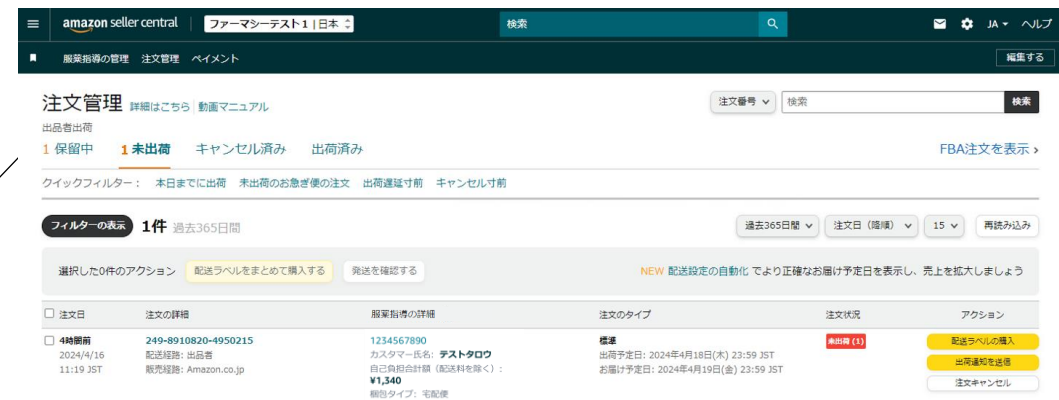 amazon seller central ファーマシーテスト1 | 日本 検索 JA ヘルプ
服薬指導の管理 注文管理 ペイメント 編集する
注文管理 詳細はこちら | 動画マニュアル 注文番号 検索 検索
出品者出荷
1 保留中 1 未出荷 キャンセル済み 出荷済み FBA注文を表示 ›
クイックフィルター： 本日までに出荷 未出荷のお急ぎ便の注文 出荷遅延寸前 キャンセル寸前
フィルターの表示 1件 過去365日間 過去365日間 注文日（降順） 15 再読み込み
選択した0件のアクション 配送ラベルをまとめて購入する 発送を確認する NEW 配送設定の自動化 でより正確なお届け予定日を表示し、売上を拡大しましょう
注文日 注文の詳細 服薬指導の詳細 注文のタイプ 注文状況 アクション
4時間前 249-8910820-4950215 1234567890 標準 未出荷 (1) 配送ラベルの購入
2024/4/16 配送経路: 出品者 カスタマー氏名: テストタロウ 出荷予定日: 2024年4月18日(木) 23:59 JST 出荷通知を送信
11:19 JST 販売経路: Amazon.co.jp 自己負担合計額（配送料を除く）: お届け予定日: 2024年4月19日(金) 23:59 JST
¥1,340 注文キャンセル
梱包タイプ: 宅配便